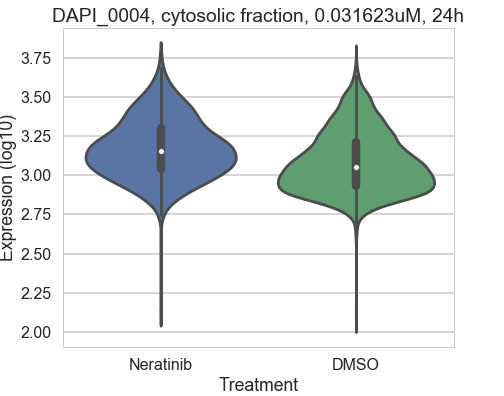 DAPI_0004, cytosolic fraction, 0.031623uM, 24h
Expression (log10)
3.75
3.50
3.25
3.00
2.75
2.50
2.25
2.00
Neratinib DMSO
Treatment